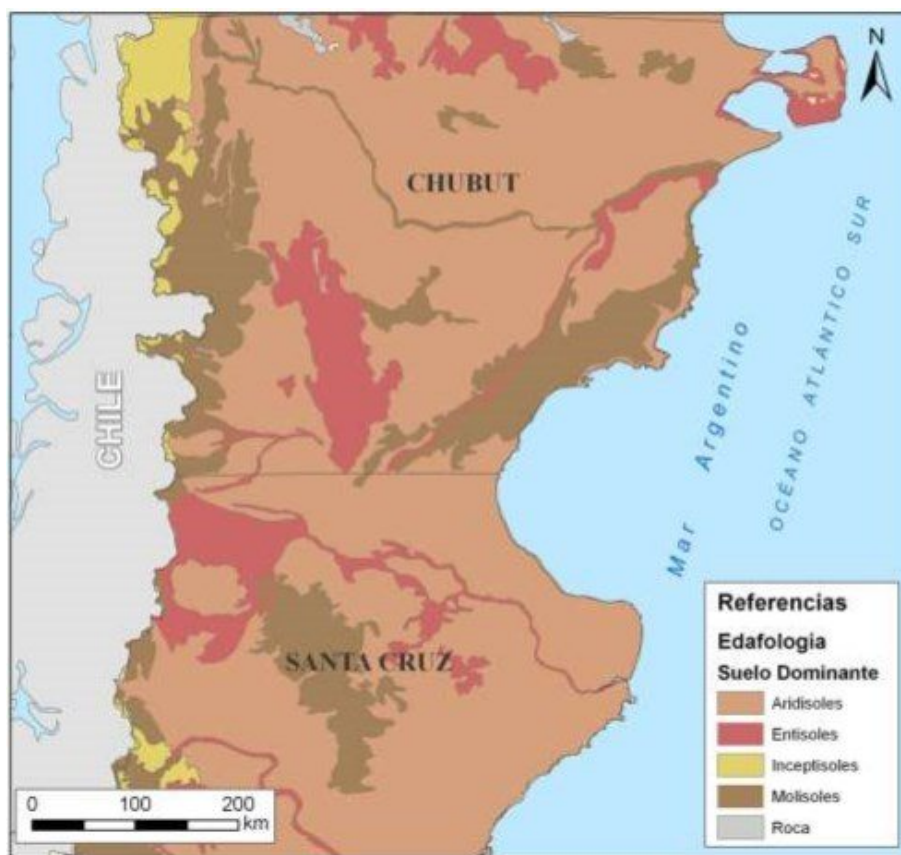 N
CHUBUT
CHILE
SANTA CRUZ
Mar Argentino
OCÉANO ATLÁNTICO SUR
Referencias
Edafologia
Suelo Dominante
Aridisoles
Entisoles
Inceptisoles
Molisoles
Roca
0 100 200
km